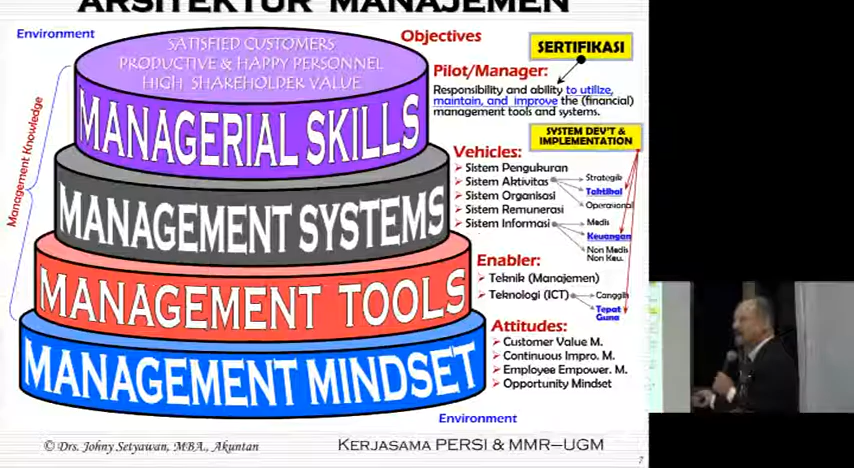 ARSITEKTUR MANAJEMEN
Environment
SATISFIED CUSTOMERS
PRODUCTIVE & HAPPY PERSONNEL
HIGH SHAREHOLDER VALUE
Objectives
SERTIFIKASI
Pilot/Manager:
Responsibility and ability to utilize,
maintain, and improve the (financial)
management tools and systems.
MANAGERIAL SKILLS
Management Knowledge
SYSTEM DEV'T &
IMPLEMENTATION
Vehicles:
➢ Sistem Pengukuran
➢ Sistem Aktivitas
➢ Sistem Organisasi
➢ Sistem Remunerasi
➢ Sistem Informasi
Strategik
Taktikal
Operasional
Medis
Keuangan
Non Medis
Non Keu.
MANAGEMENT SYSTEMS
Enabler:
➢ Teknik (Manajemen)
➢ Teknologi (ICT)
Canggih
Tepat
Guna
MANAGEMENT TOOLS
Attitudes:
➢ Customer Value M.
➢ Continuous Impro. M.
➢ Employee Empower. M.
➢ Opportunity Mindset
MANAGEMENT MINDSET
Environment
© Drs. Johny Setyawan, MBA., Akuntan
KERJASAMA PERSI & MMR–UGM
7